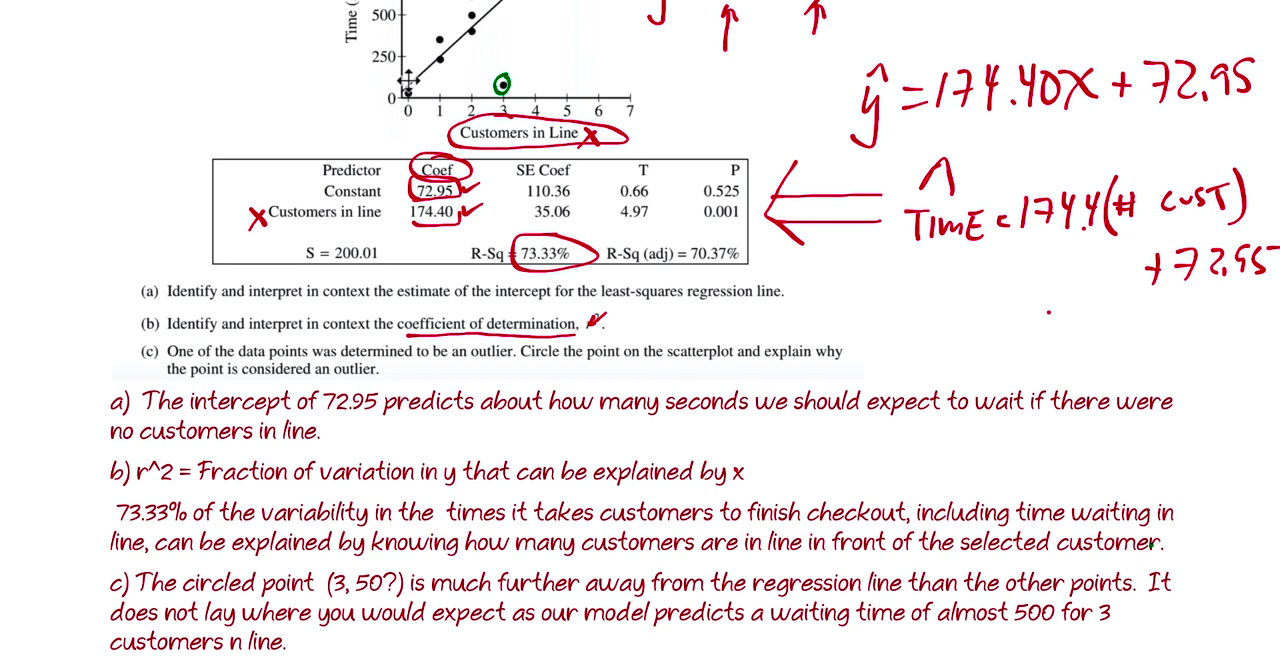 Time (
500
250
0
0 1 2 3 4 5 6 7
Customers in Line X
ŷ = 174.40x + 72.95
Predictor Coef SE Coef T P
Constant 72.95 110.36 0.66 0.525
X Customers in line 174.40 35.06 4.97 0.001
S = 200.01 R-Sq = 73.33% R-Sq (adj) = 70.37%
TIME = 174.4(# CUST)
+72.95
(a) Identify and interpret in context the estimate of the intercept for the least-squares regression line.
(b) Identify and interpret in context the coefficient of determination, .
(c) One of the data points was determined to be an outlier. Circle the point on the scatterplot and explain why
the point is considered an outlier.
a) The intercept of 72.95 predicts about how many seconds we should expect to wait if there were
no customers in line.
b) r^2 = Fraction of variation in y that can be explained by x
73.33% of the variability in the times it takes customers to finish checkout, including time waiting in
line, can be explained by knowing how many customers are in line in front of the selected customer.
c) The circled point (3, 50?) is much further away from the regression line than the other points. It
does not lay where you would expect as our model predicts a waiting time of almost 500 for 3
customers n line.